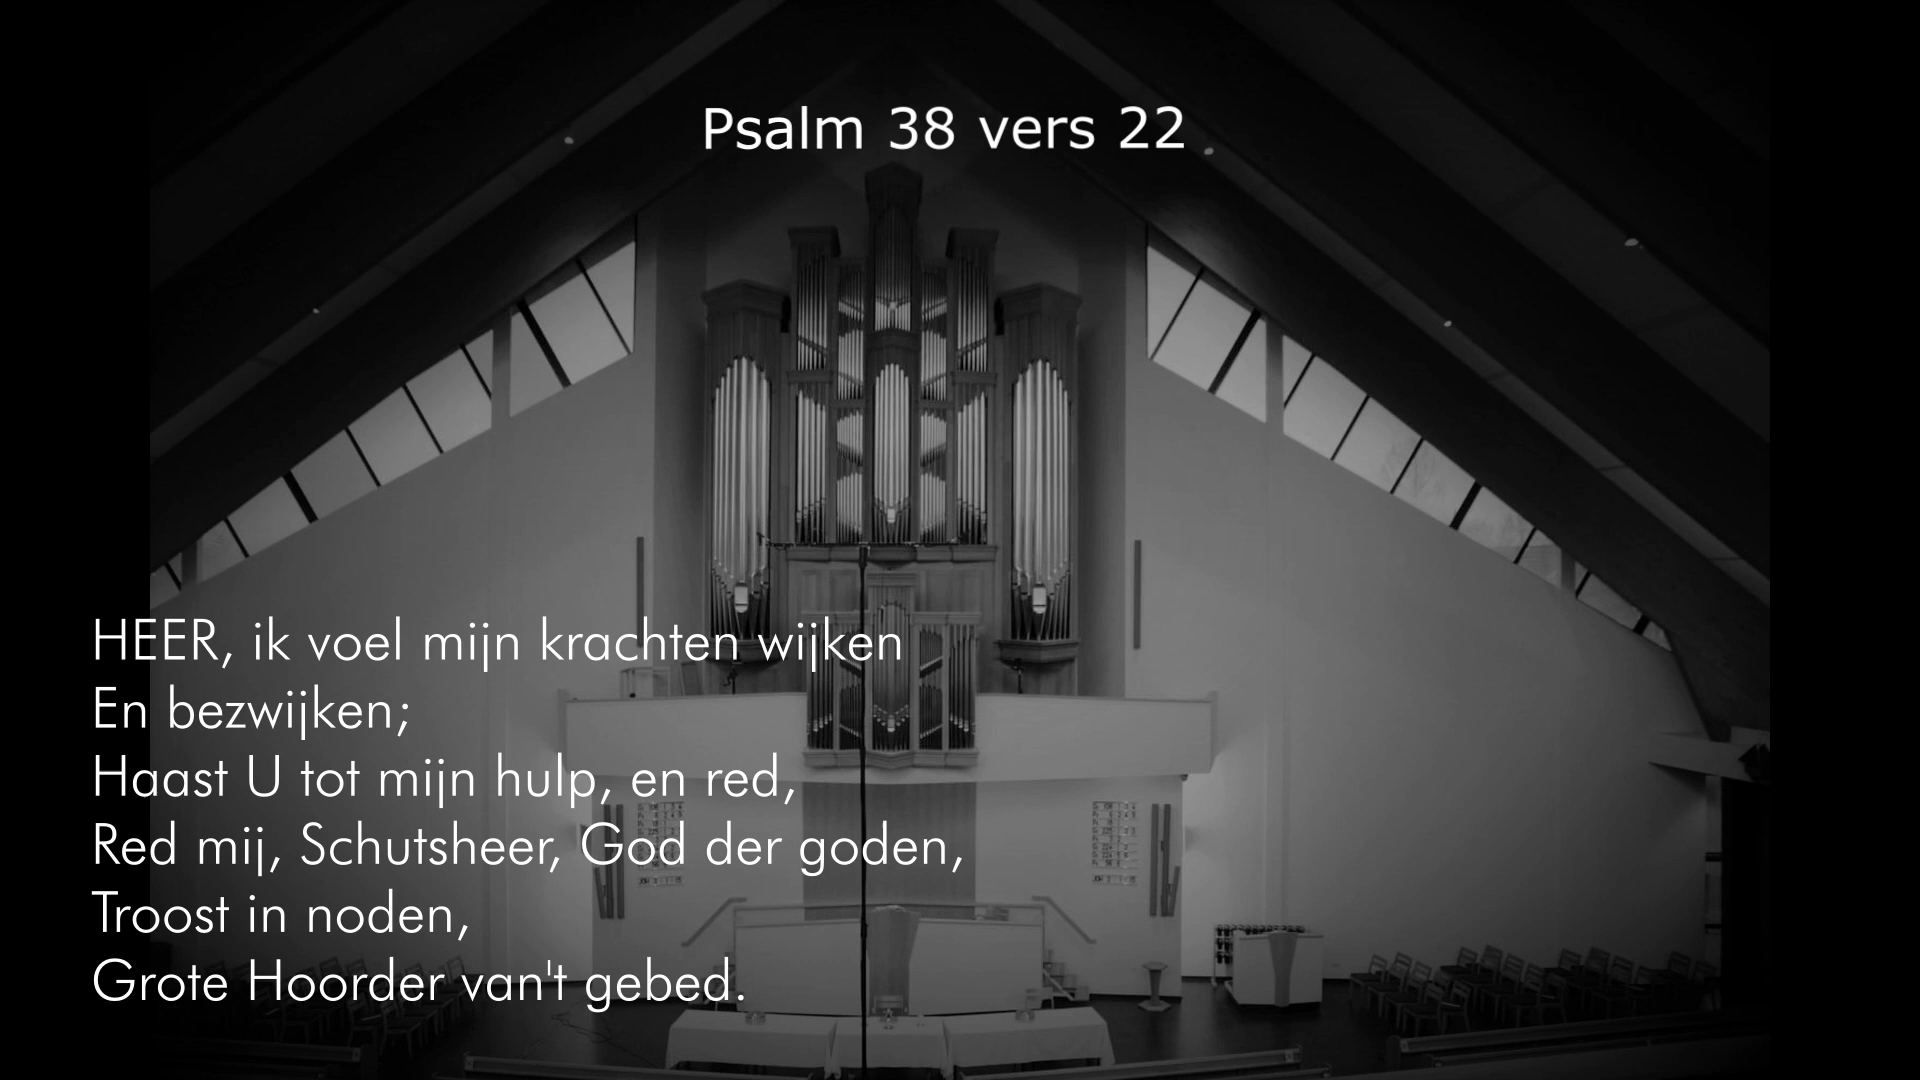 Psalm 38 vers 22
HEER, ik voel mijn krachten wijken
En bezwijken;
Haast U tot mijn hulp, en red,
Red mij, Schutsheer, God der goden,
Troost in noden,
Grote Hoorder van't gebed.